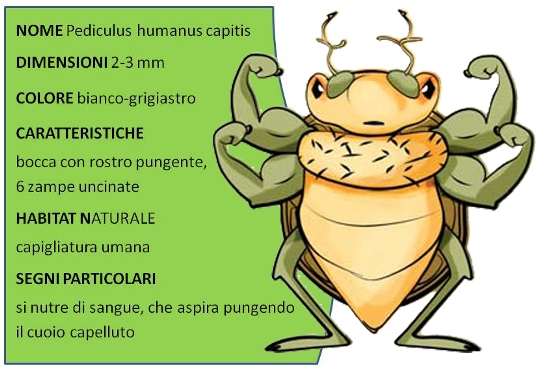 NOME Pediculus humanus capitis
DIMENSIONI 2-3 mm
COLORE bianco-grigiastro
CARATTERISTICHE
bocca con rostro pungente,
6 zampe uncinate
HABITAT NATURALE
capigliatura umana
SEGNI PARTICOLARI
si nutre di sangue, che aspira pungendo
il cuoio capelluto